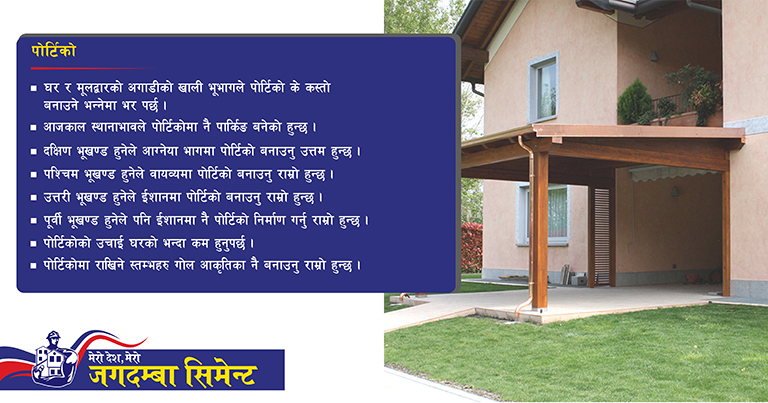 पोर्टिको
घर र मूलद्वारको अगाडीको खाली भूभागले पोर्टिको के कस्तो
बनाउने भन्नेमा भर पर्छ ।
आजकाल स्थानाभावले पोर्टिकोमा नै पार्किङ बनेको हुन्छ ।
दक्षिण भूखण्ड हुनेले आग्नेया भागमा पोर्टिको बनाउनु उत्तम हुन्छ ।
पश्चिम भूखण्ड हुनेले वायव्यमा पोर्टिको बनाउनु राम्रो हुन्छ ।
उत्तरी भूखण्ड हुनेले ईशानमा पोर्टिको बनाउनु राम्रो हुन्छ ।
पूर्वी भूखण्ड हुनेले पनि ईशानमा नै पोर्टिको निर्माण गर्नु राम्रो हुन्छ ।
पोर्टिकोको उचाई घरको भन्दा कम हुनुपर्छ ।
पोर्टिकोमा राखिने स्तम्भहरु गोल आकृतिका नै बनाउनु राम्रो हुन्छ ।
मेरो देश, मेरो
जगदम्बा सिमेन्ट